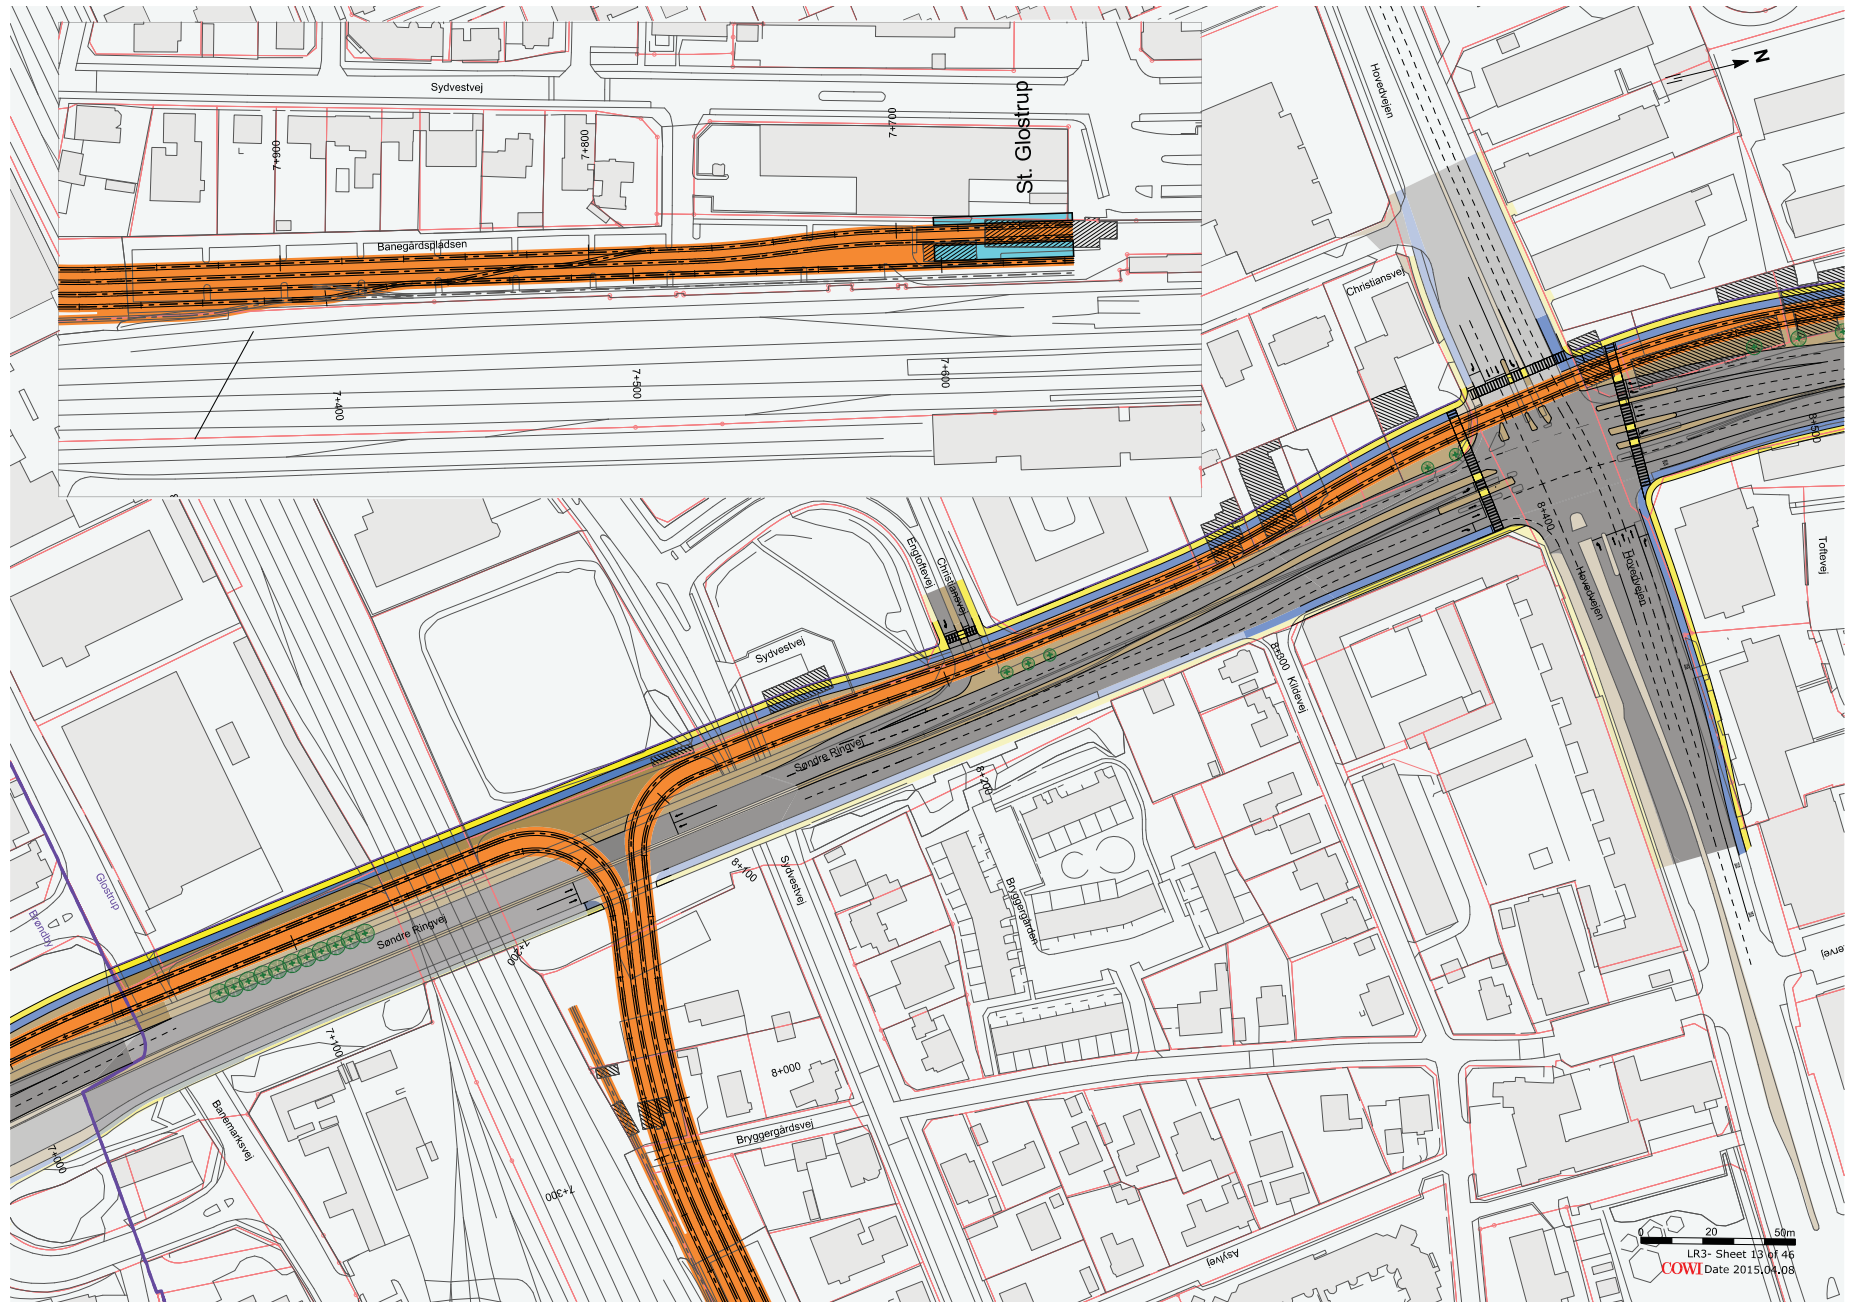 Sydvestvej
7+900
7+800
7+700
St. Glostrup
Banegårdspladsen
7+400
7+500
7+600
Hovedvejen
N
Christiansvej
8+500
8+400
Hovedvejen
Hovedvejen
Toftevej
Engtoftevej
Christiansvej
Sydvestvej
8+300
Kildevej
Søndre Ringvej
8+200
8+100
Sydvestvej
Bryggergården
Glostrup
Brøndby
Søndre Ringvej
7+200
7+100
8+000
Bryggergårdsvej
Banemarksvej
7+000
7+300
Asylvej
0 20 50m
LR3- Sheet 13 of 46
COWI Date 2015.04.08